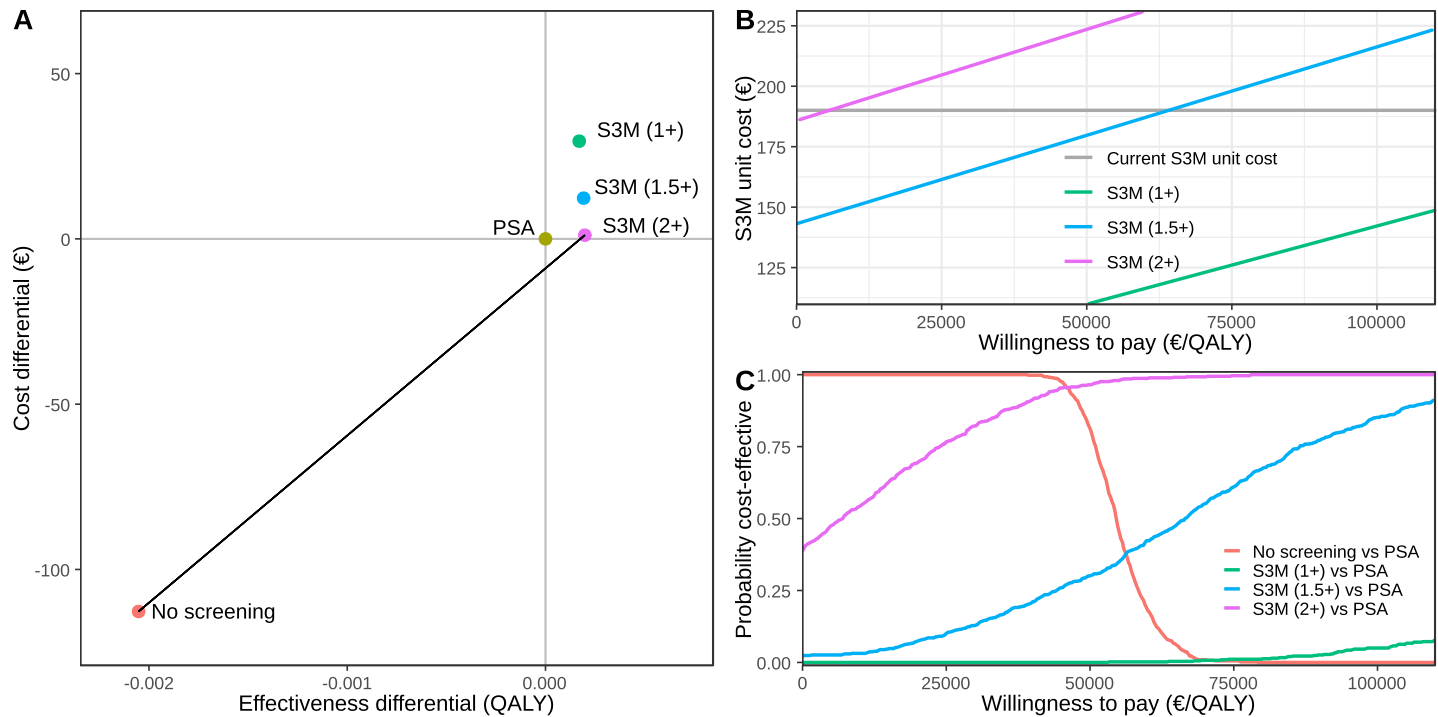 A
50
0
-50
-100
Cost differential (€)
S3M (1+)
S3M (1.5+)
PSA
S3M (2+)
No screening
-0.002
-0.001
0.000
Effectiveness differential (QALY)
B
225
200
175
150
125
S3M unit cost (€)
Current S3M unit cost
S3M (1+)
S3M (1.5+)
S3M (2+)
0
25000
50000
75000
100000
Willingness to pay (€/QALY)
C
1.00
0.75
0.50
0.25
0.00
Probability cost-effective
No screening vs PSA
S3M (1+) vs PSA
S3M (1.5+) vs PSA
S3M (2+) vs PSA
0
25000
50000
75000
100000
Willingness to pay (€/QALY)